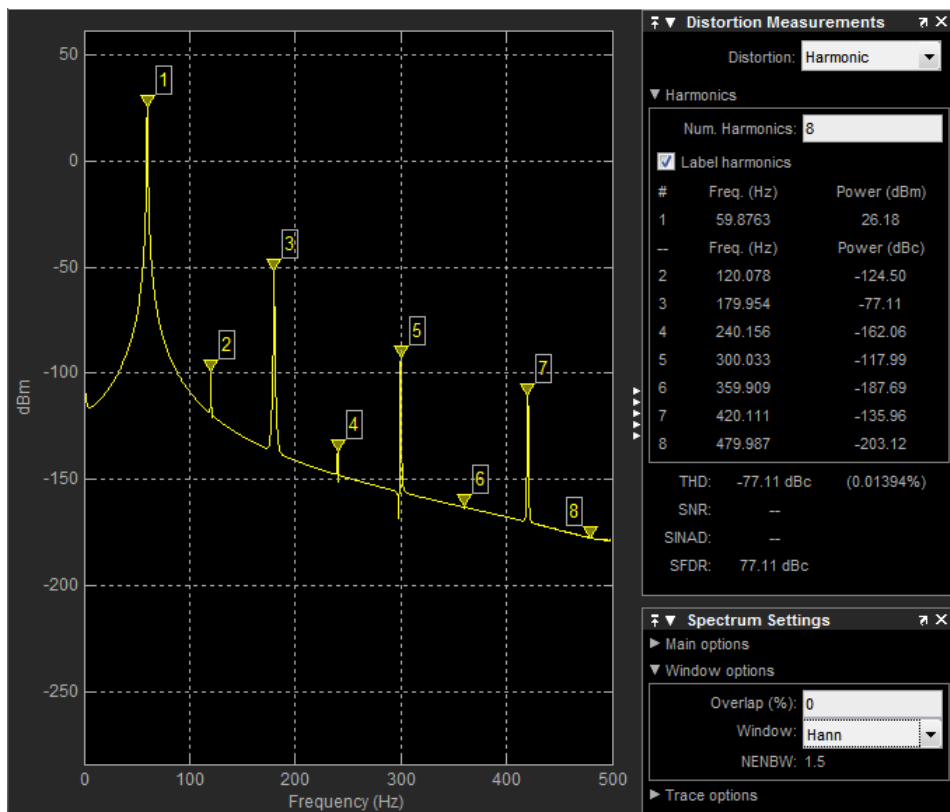 50
0
-50
-100
-150
-200
-250
dBm
0 100 200 300 400 500
Frequency (Hz)
1
2
3
4
5
6
7
8
Distortion Measurements
Distortion: Harmonic
Harmonics
Num. Harmonics: 8
Label harmonics
# Freq. (Hz) Power (dBm)
1 59.8763 26.18
-- Freq. (Hz) Power (dBc)
2 120.078 -124.50
3 179.954 -77.11
4 240.156 -162.06
5 300.033 -117.99
6 359.909 -187.69
7 420.111 -135.96
8 479.987 -203.12
THD: -77.11 dBc (0.01394%)
SNR: --
SINAD: --
SFDR: 77.11 dBc
Spectrum Settings
Main options
Window options
Overlap (%): 0
Window: Hann
NENBW: 1.5
Trace options